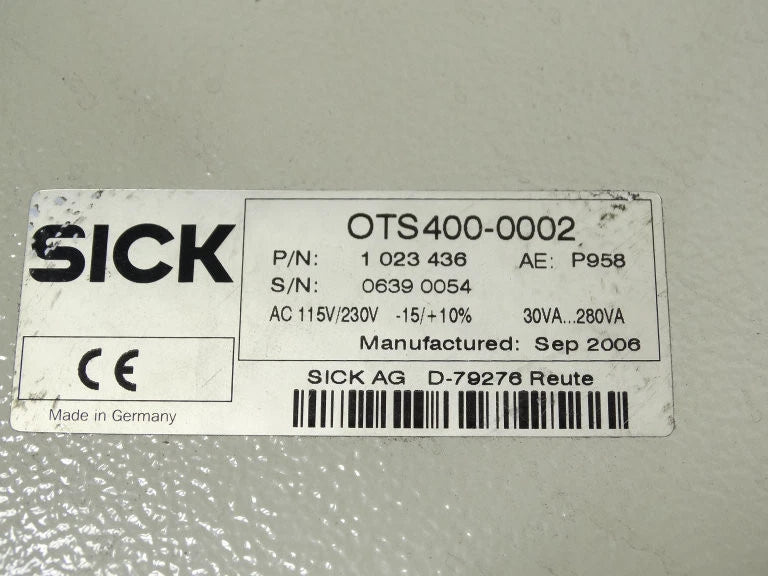 SICK
OTS400-0002
P/N: 1 023 436 AE: P958
S/N: 0639 0054
AC 115V/230V -15/+10% 30VA...280VA
Manufactured: Sep 2006
CE
SICK AG D-79276 Reute
Made in Germany